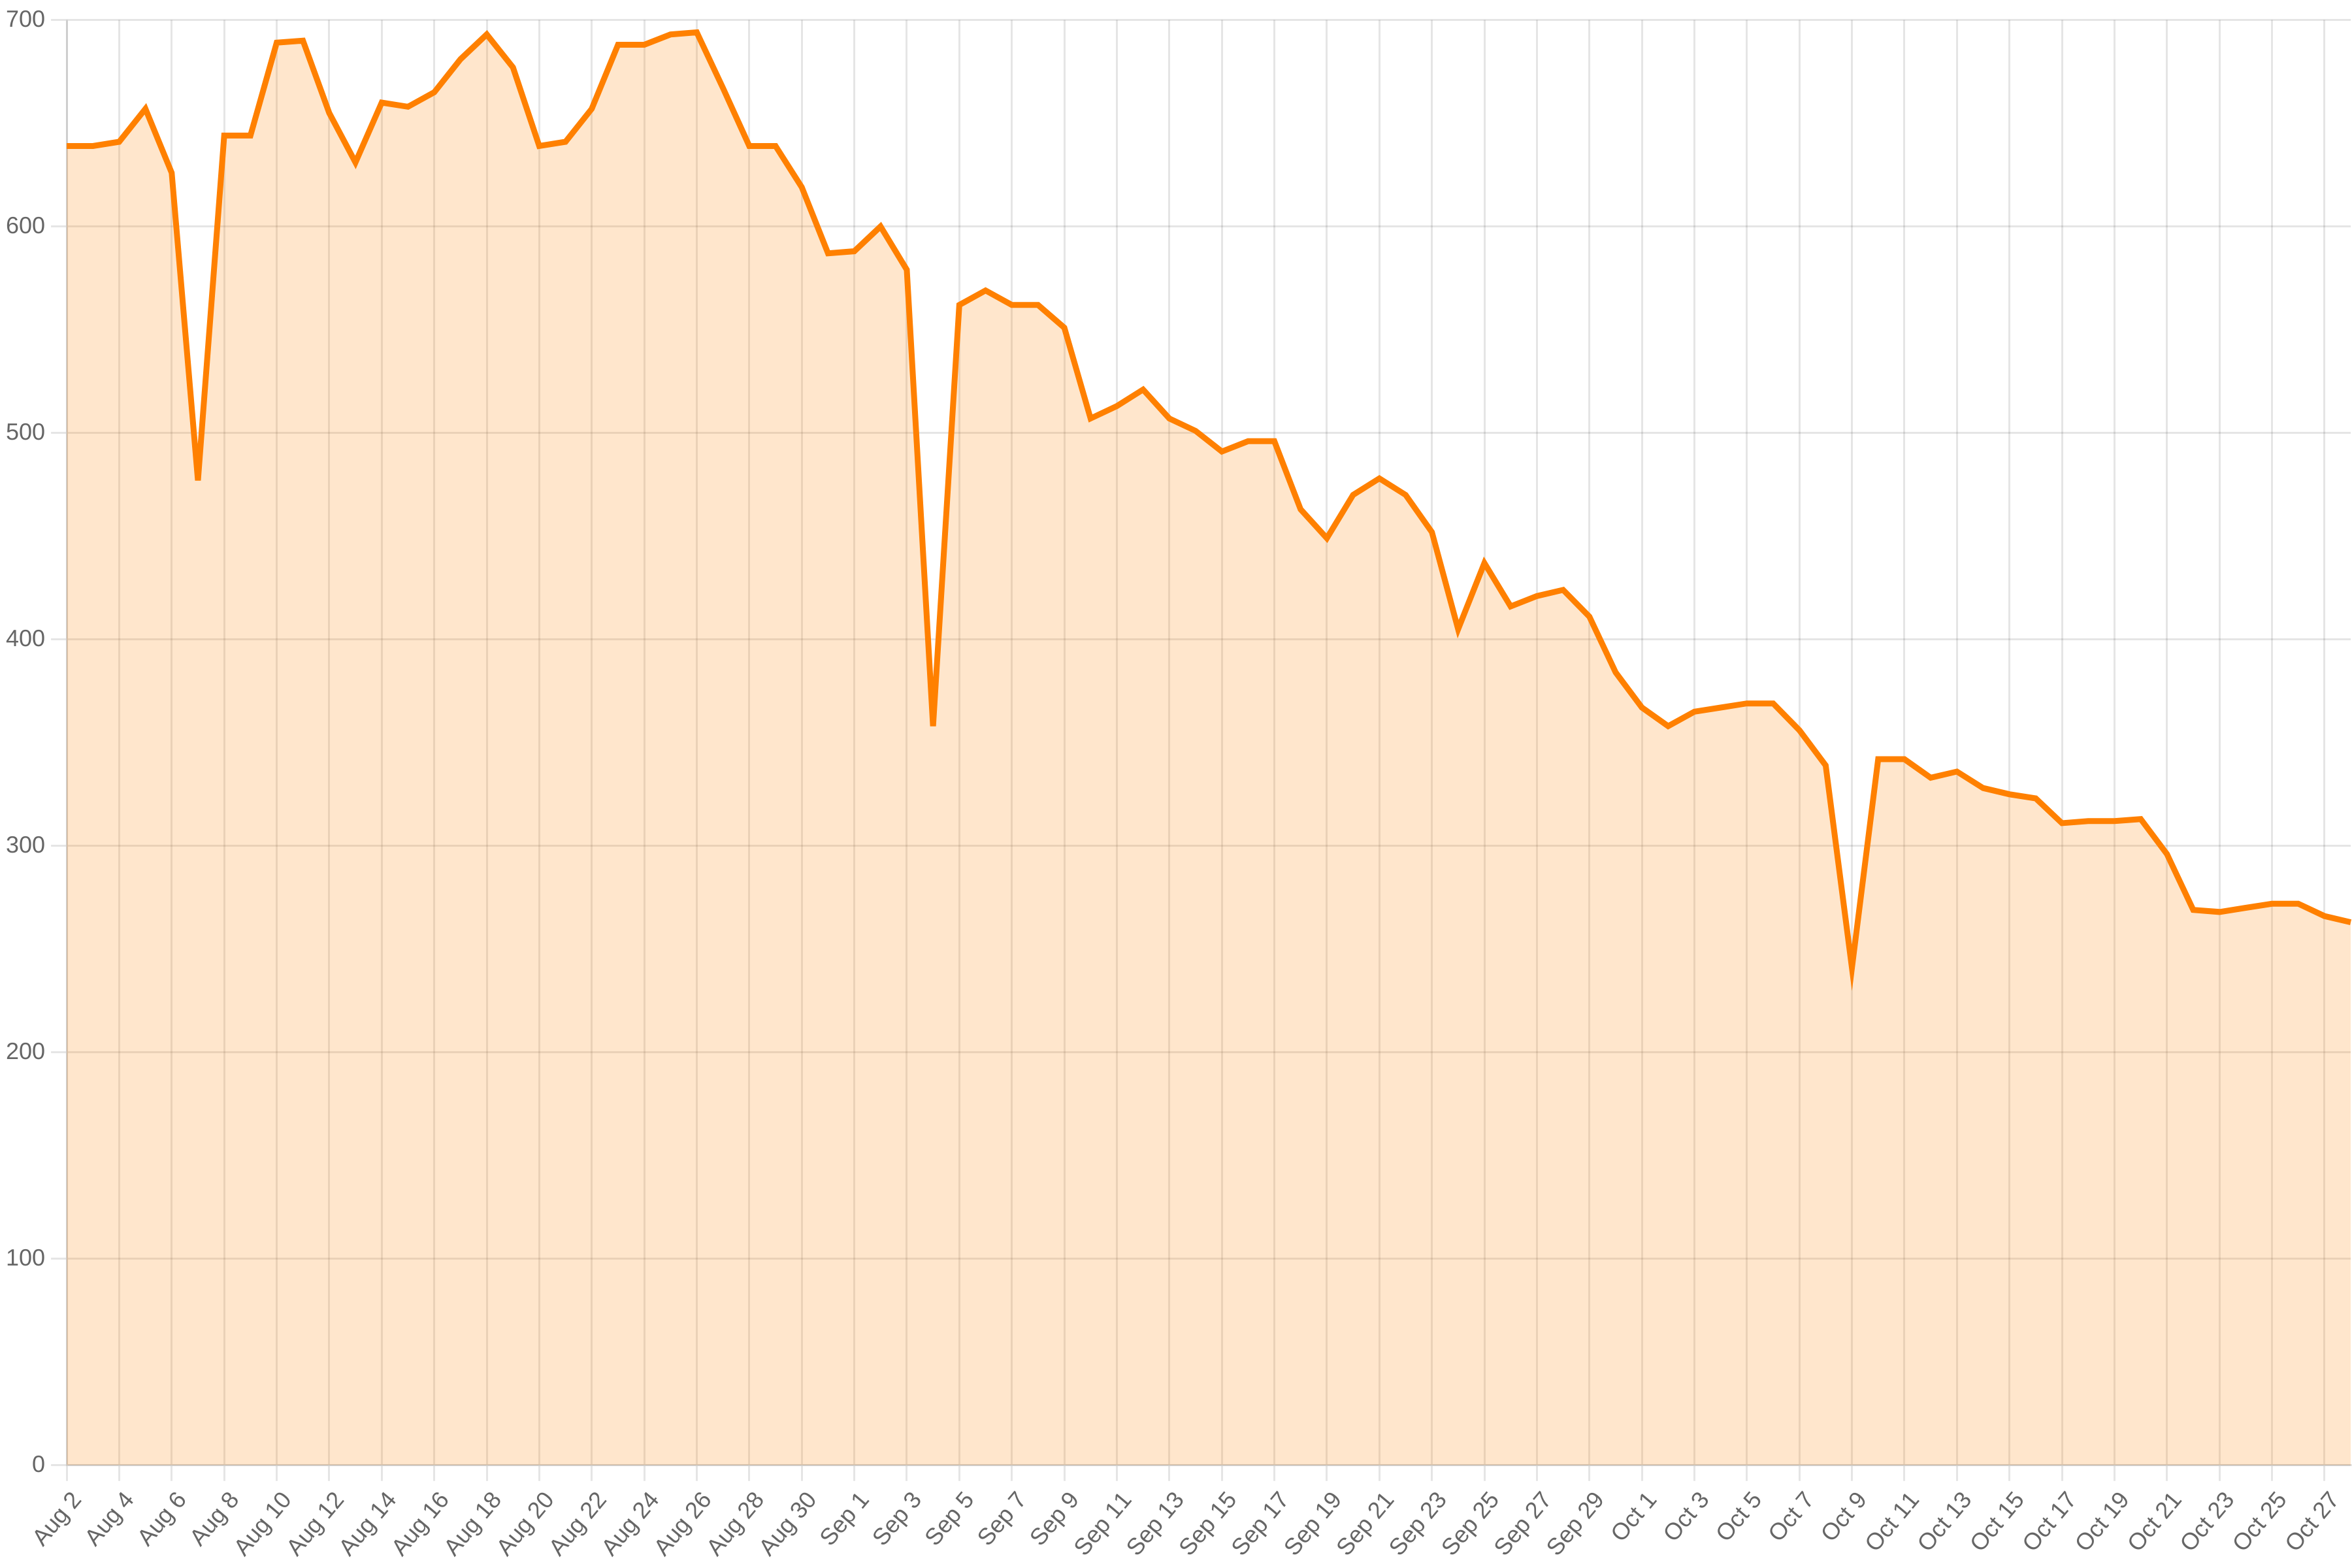 700
600
500
400
300
200
100
0
Aug 2
Aug 4
Aug 6
Aug 8
Aug 10
Aug 12
Aug 14
Aug 16
Aug 18
Aug 20
Aug 22
Aug 24
Aug 26
Aug 28
Aug 30
Sep 1
Sep 3
Sep 5
Sep 7
Sep 9
Sep 11
Sep 13
Sep 15
Sep 17
Sep 19
Sep 21
Sep 23
Sep 25
Sep 27
Sep 29
Oct 1
Oct 3
Oct 5
Oct 7
Oct 9
Oct 11
Oct 13
Oct 15
Oct 17
Oct 19
Oct 21
Oct 23
Oct 25
Oct 27